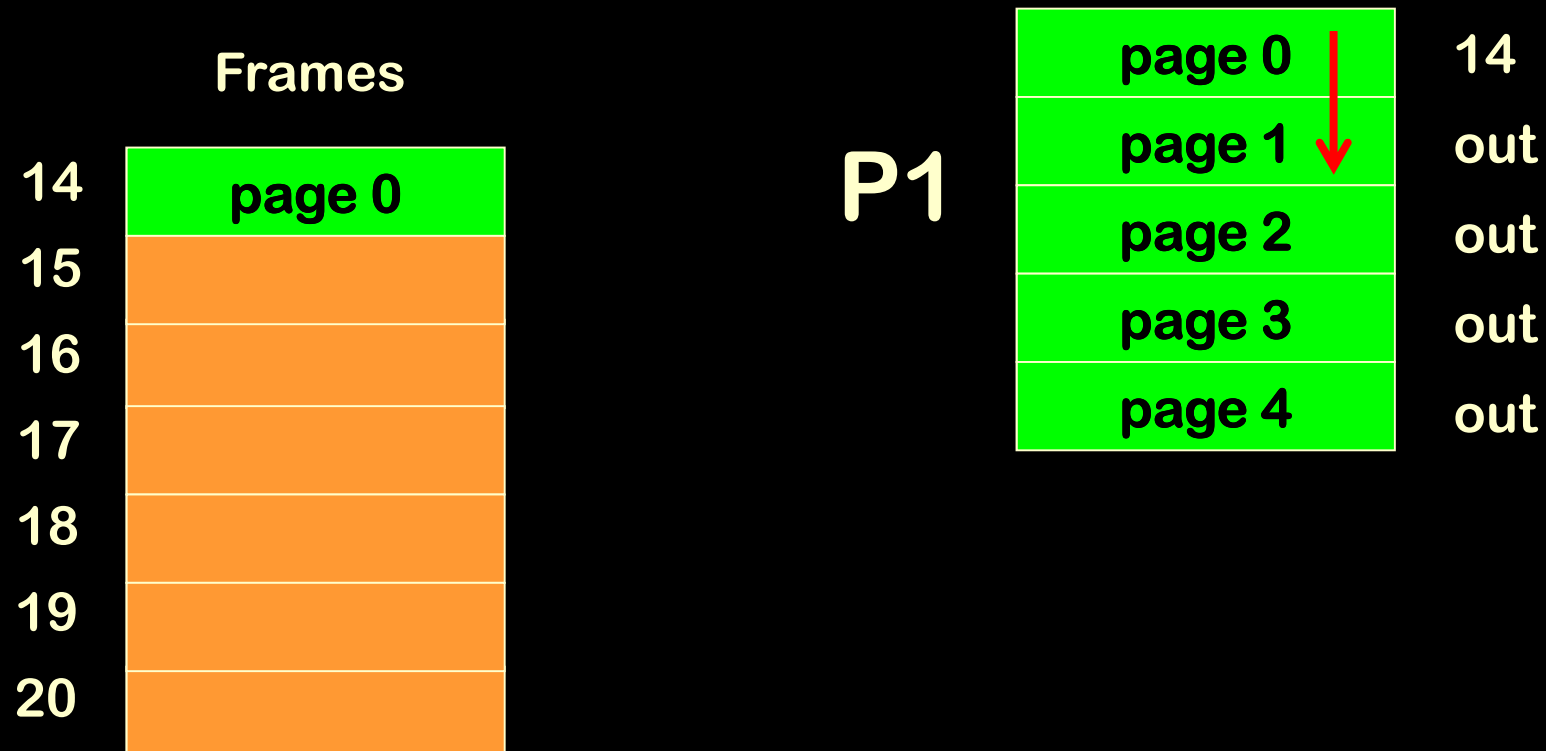 Frames
14
page 0
15
16
17
18
19
20
P1
page 0 14
page 1 out
page 2 out
page 3 out
page 4 out